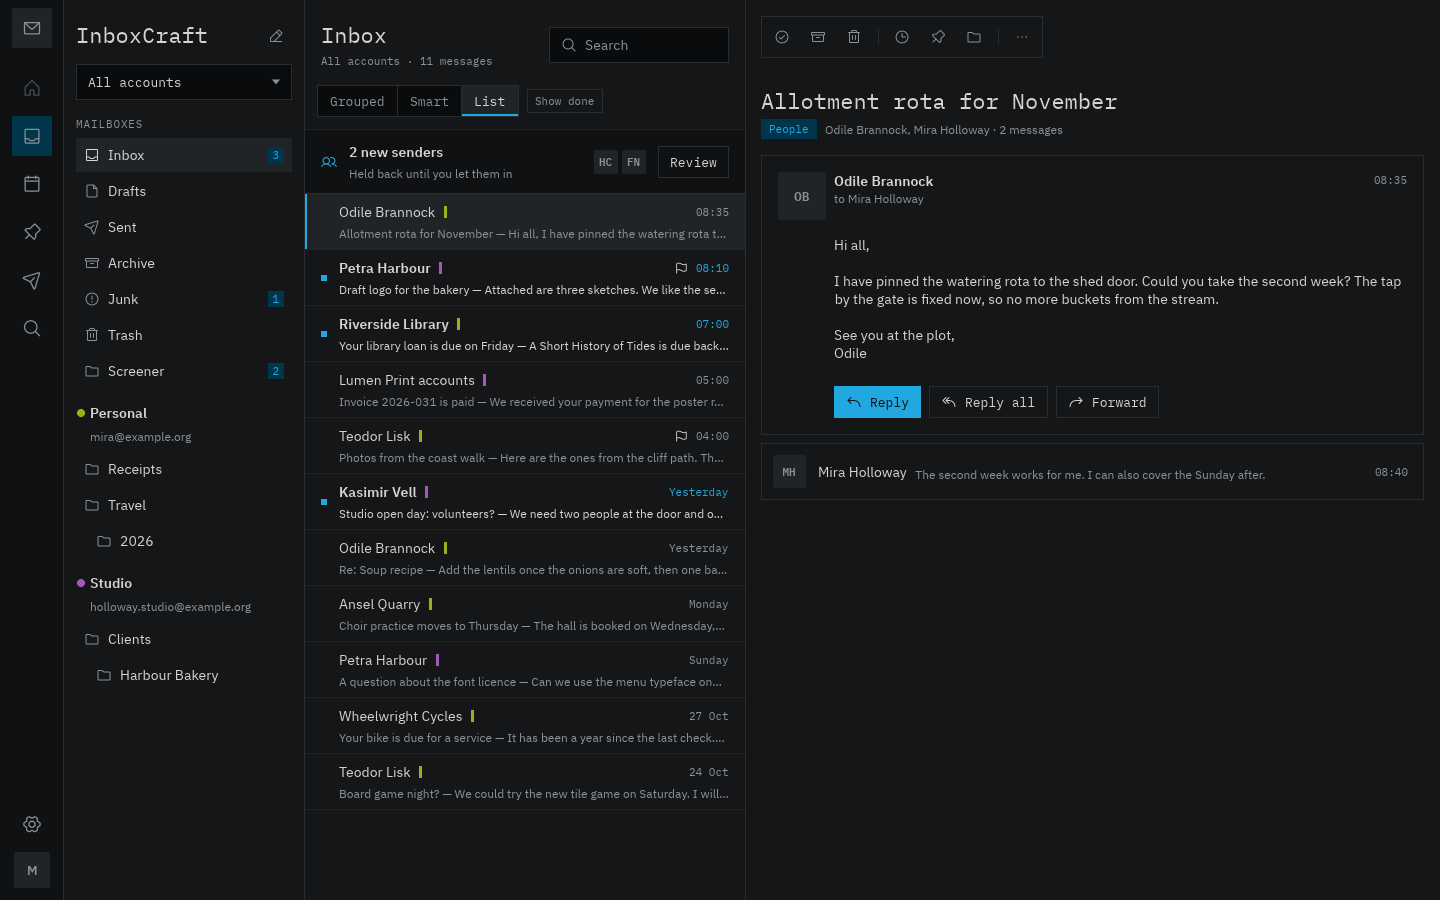 InboxCraft
All accounts
MAILBOXES
Inbox 3
Drafts
Sent
Archive
Junk 1
Trash
Screener 2
Personal
mira@example.org
Receipts
Travel
2026
Studio
holloway.studio@example.org
Clients
Harbour Bakery
M
Inbox
All accounts · 11 messages
Search
Grouped Smart List Show done
2 new senders
Held back until you let them in
HC FN Review
Odile Brannock 08:35
Allotment rota for November — Hi all, I have pinned the watering rota t...
Petra Harbour 08:10
Draft logo for the bakery — Attached are three sketches. We like the se...
Riverside Library 07:00
Your library loan is due on Friday — A Short History of Tides is due back...
Lumen Print accounts 05:00
Invoice 2026-031 is paid — We received your payment for the poster r...
Teodor Lisk 04:00
Photos from the coast walk — Here are the ones from the cliff path. Th...
Kasimir Vell Yesterday
Studio open day: volunteers? — We need two people at the door and o...
Odile Brannock Yesterday
Re: Soup recipe — Add the lentils once the onions are soft, then one ba...
Ansel Quarry Monday
Choir practice moves to Thursday — The hall is booked on Wednesday,...
Petra Harbour Sunday
A question about the font licence — Can we use the menu typeface on...
Wheelwright Cycles 27 Oct
Your bike is due for a service — It has been a year since the last check....
Teodor Lisk 24 Oct
Board game night? — We could try the new tile game on Saturday. I will...
Allotment rota for November
People Odile Brannock, Mira Holloway · 2 messages
OB
Odile Brannock 08:35
to Mira Holloway
Hi all,
I have pinned the watering rota to the shed door. Could you take the second week? The tap
by the gate is fixed now, so no more buckets from the stream.
See you at the plot,
Odile
Reply Reply all Forward
MH Mira Holloway The second week works for me. I can also cover the Sunday after. 08:40